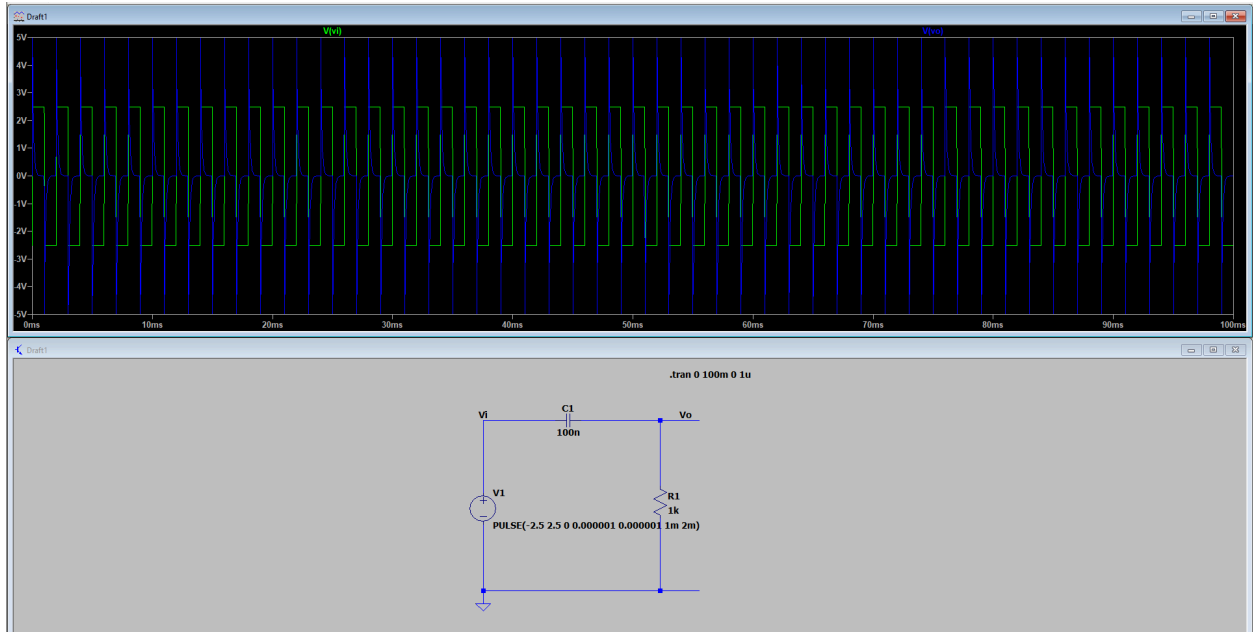 Draft1
V(vi) V(vo)
5V
4V
3V
2V
1V
0V
-1V
-2V
-3V
-4V
-5V
0ms 10ms 20ms 30ms 40ms 50ms 60ms 70ms 80ms 90ms 100ms
Draft1
.tran 0 100m 0 1u
Vi C1 Vo
100n
V1 R1
1k
PULSE(-2.5 2.5 0 0.000001 0.000001 1m 2m)